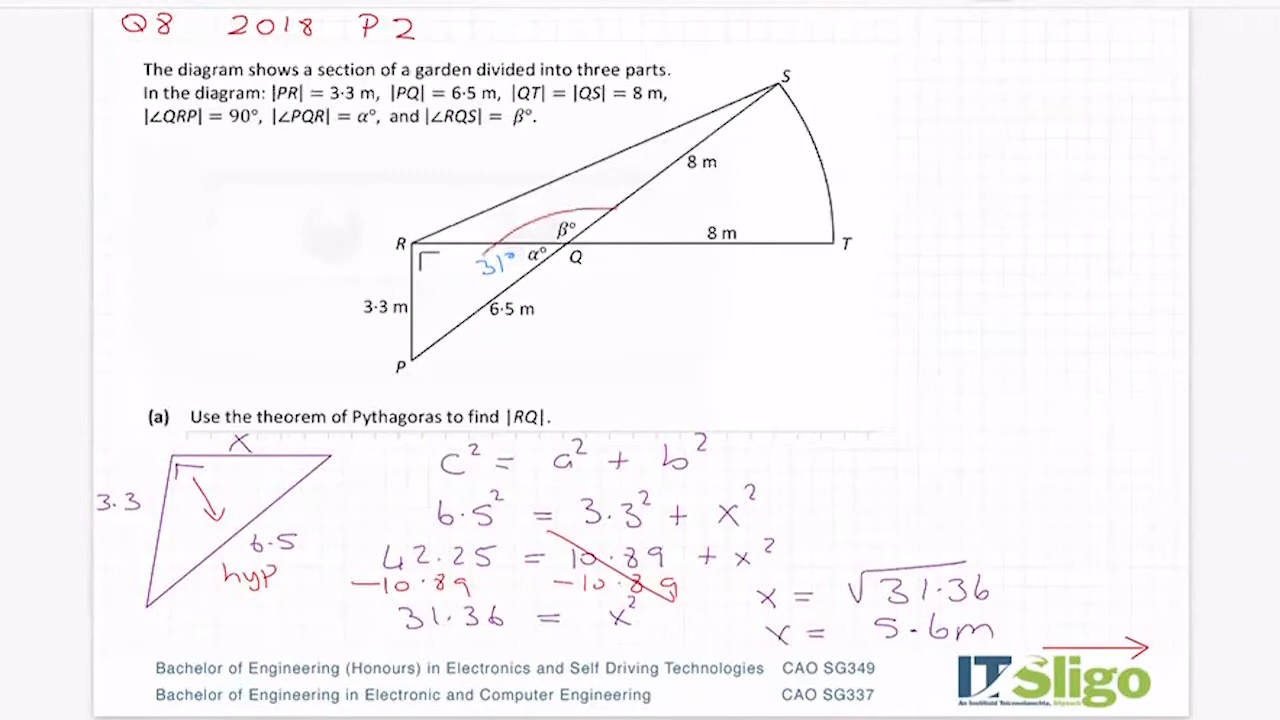 Q8 2018 P2
The diagram shows a section of a garden divided into three parts.
In the diagram: |PR| = 3·3 m, |PQ| = 6·5 m, |QT| = |QS| = 8 m,
|∠QRP| = 90°, |∠PQR| = α°, and |∠RQS| = β°.
S
8 m
β°
R
8 m
T
31°
α°
Q
3·3 m
6·5 m
P
(a) Use the theorem of Pythagoras to find |RQ|.
x
3.3
6.5
hyp
c² = a² + b²
6.5² = 3.3² + x²
42.25 = 10.89 + x²
-10.89 -10.89
31.36 = x²
x = √31.36
x = 5.6m
Bachelor of Engineering (Honours) in Electronics and Self Driving Technologies CAO SG349
Bachelor of Engineering in Electronic and Computer Engineering CAO SG337
IT Sligo
An Institiúid Teicneolaíochta, Sligeach